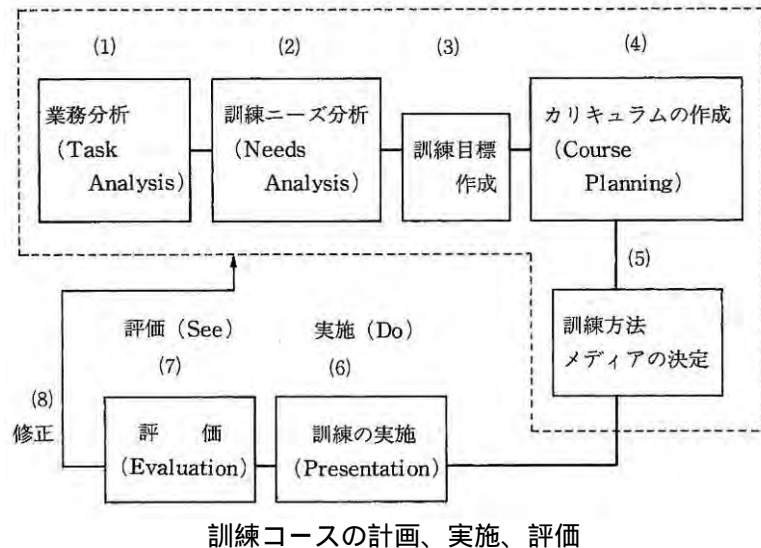 (1)
(2)
(3)
(4)
業務分析
(Task
Analysis)
訓練ニーズ分析
(Needs
Analysis)
訓練目標
作成
カリキュラムの作成
(Course
Planning)
(5)
訓練方法
メディアの決定
評価 (See)
実施 (Do)
(7)
(6)
(8)
修正
評 価
(Evaluation)
訓練の実施
(Presentation)
訓練コースの計画、実施、評価